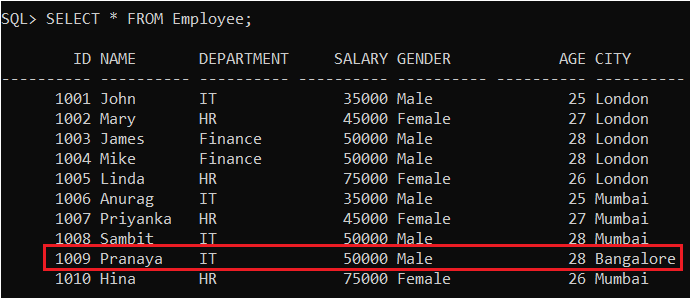 SQL> SELECT * FROM Employee;
ID NAME DEPARTMENT SALARY GENDER AGE CITY
---------- ---------- ---------- ---------- ---------- ---------- ----------
1001 John IT 35000 Male 25 London
1002 Mary HR 45000 Female 27 London
1003 James Finance 50000 Male 28 London
1004 Mike Finance 50000 Male 28 London
1005 Linda HR 75000 Female 26 London
1006 Anurag IT 35000 Male 25 Mumbai
1007 Priyanka HR 45000 Female 27 Mumbai
1008 Sambit IT 50000 Male 28 Mumbai
1009 Pranaya IT 50000 Male 28 Bangalore
1010 Hina HR 75000 Female 26 Mumbai